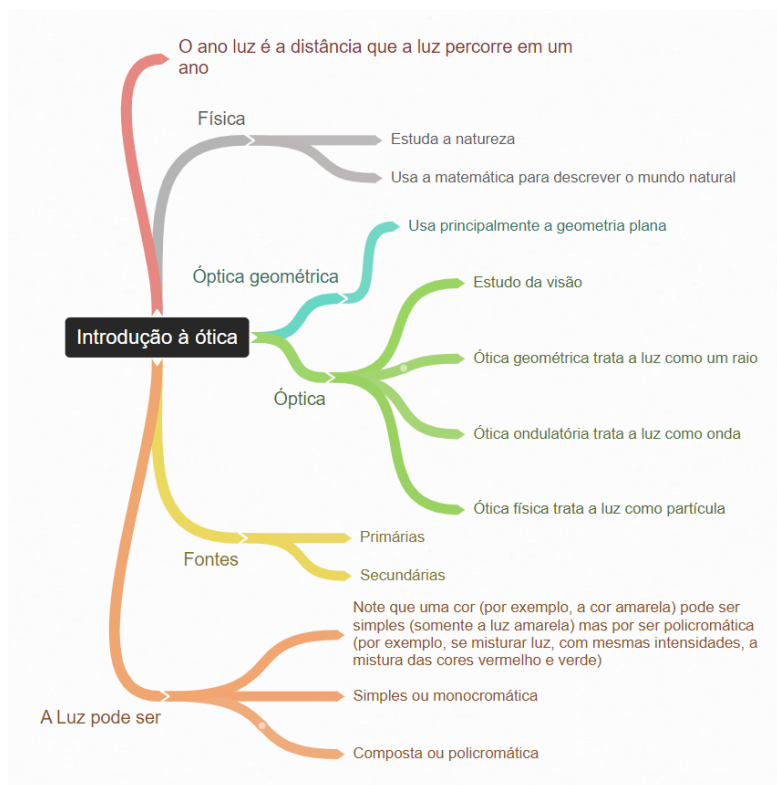 O ano luz é a distância que a luz percorre em um
ano
Física
Estuda a natureza
Usa a matemática para descrever o mundo natural
Óptica geométrica
Usa principalmente a geometria plana
Introdução à ótica
Óptica
Estudo da visão
Ótica geométrica trata a luz como um raio
Ótica ondulatória trata a luz como onda
Ótica física trata a luz como partícula
Fontes
Primárias
Secundárias
A Luz pode ser
Note que uma cor (por exemplo, a cor amarela) pode ser
simples (somente a luz amarela) mas por ser policromática
(por exemplo, se misturar luz, com mesmas intensidades, a
mistura das cores vermelho e verde)
Simples ou monocromática
Composta ou policromática